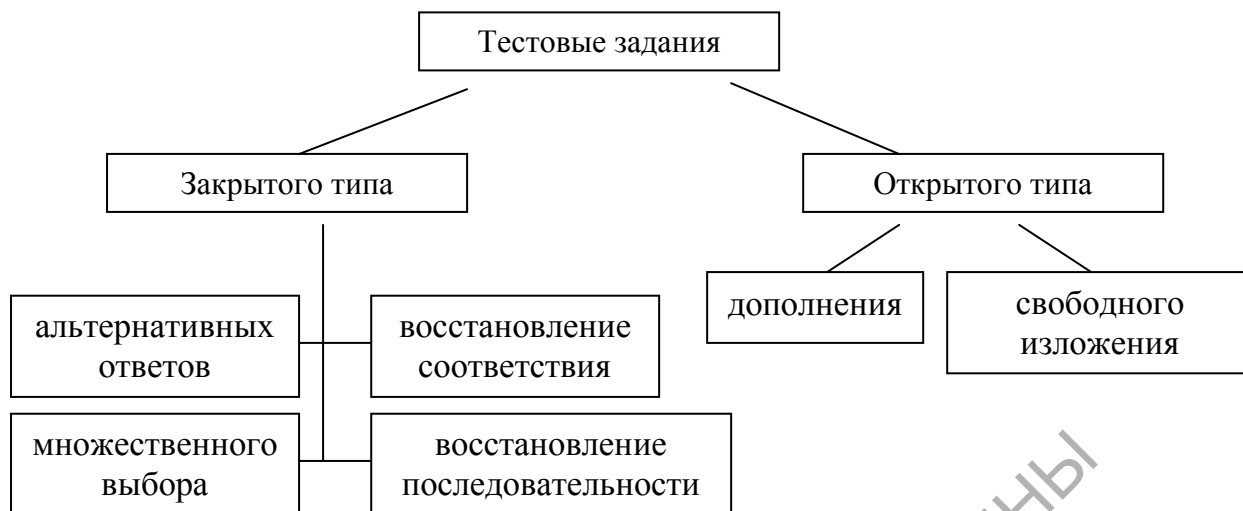 Тестовые задания
Закрытого типа
Открытого типа
дополнения
свободного
изложения
альтернативных
ответов
восстановление
соответствия
множественного
выбора
восстановление
последовательности